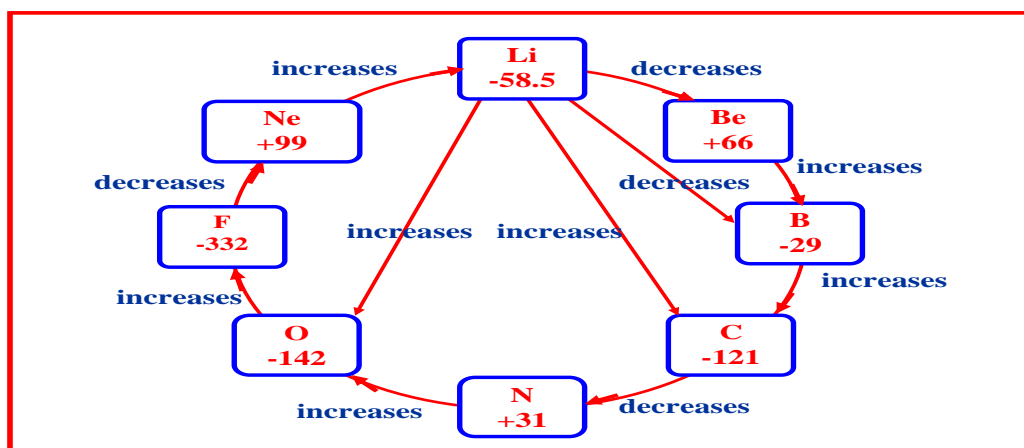 Li
-58.5
increases
decreases
Ne
+99
Be
+66
decreases
decreases
increases
F
-332
increases
increases
B
-29
increases
increases
O
-142
C
-121
N
+31
increases
decreases